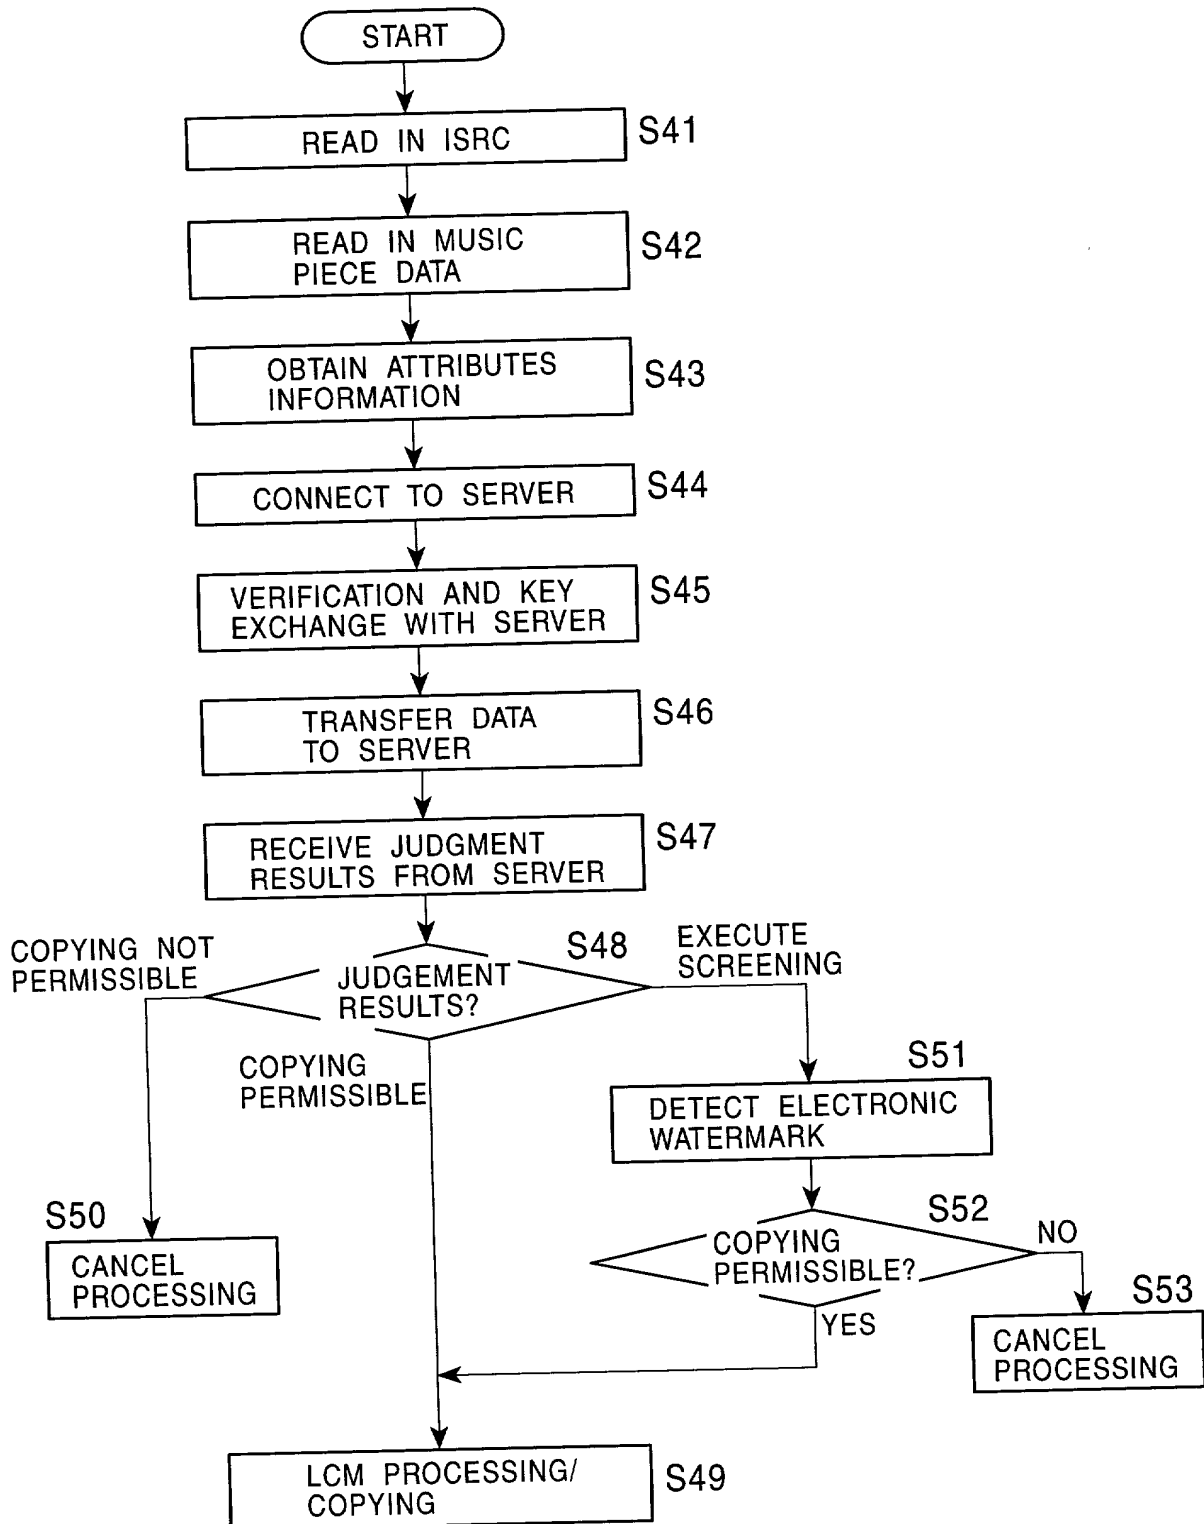 START
READ IN ISRC
S41
READ IN MUSIC
PIECE DATA
S42
OBTAIN ATTRIBUTES
INFORMATION
S43
CONNECT TO SERVER
S44
VERIFICATION AND KEY
EXCHANGE WITH SERVER
S45
TRANSFER DATA
TO SERVER
S46
RECEIVE JUDGMENT
RESULTS FROM SERVER
S47
COPYING NOT
PERMISSIBLE
JUDGEMENT
RESULTS?
S48
EXECUTE
SCREENING
COPYING
PERMISSIBLE
S51
DETECT ELECTRONIC
WATERMARK
S50
CANCEL
PROCESSING
S52
COPYING
PERMISSIBLE?
NO
YES
S53
CANCEL
PROCESSING
LCM PROCESSING/
COPYING
S49